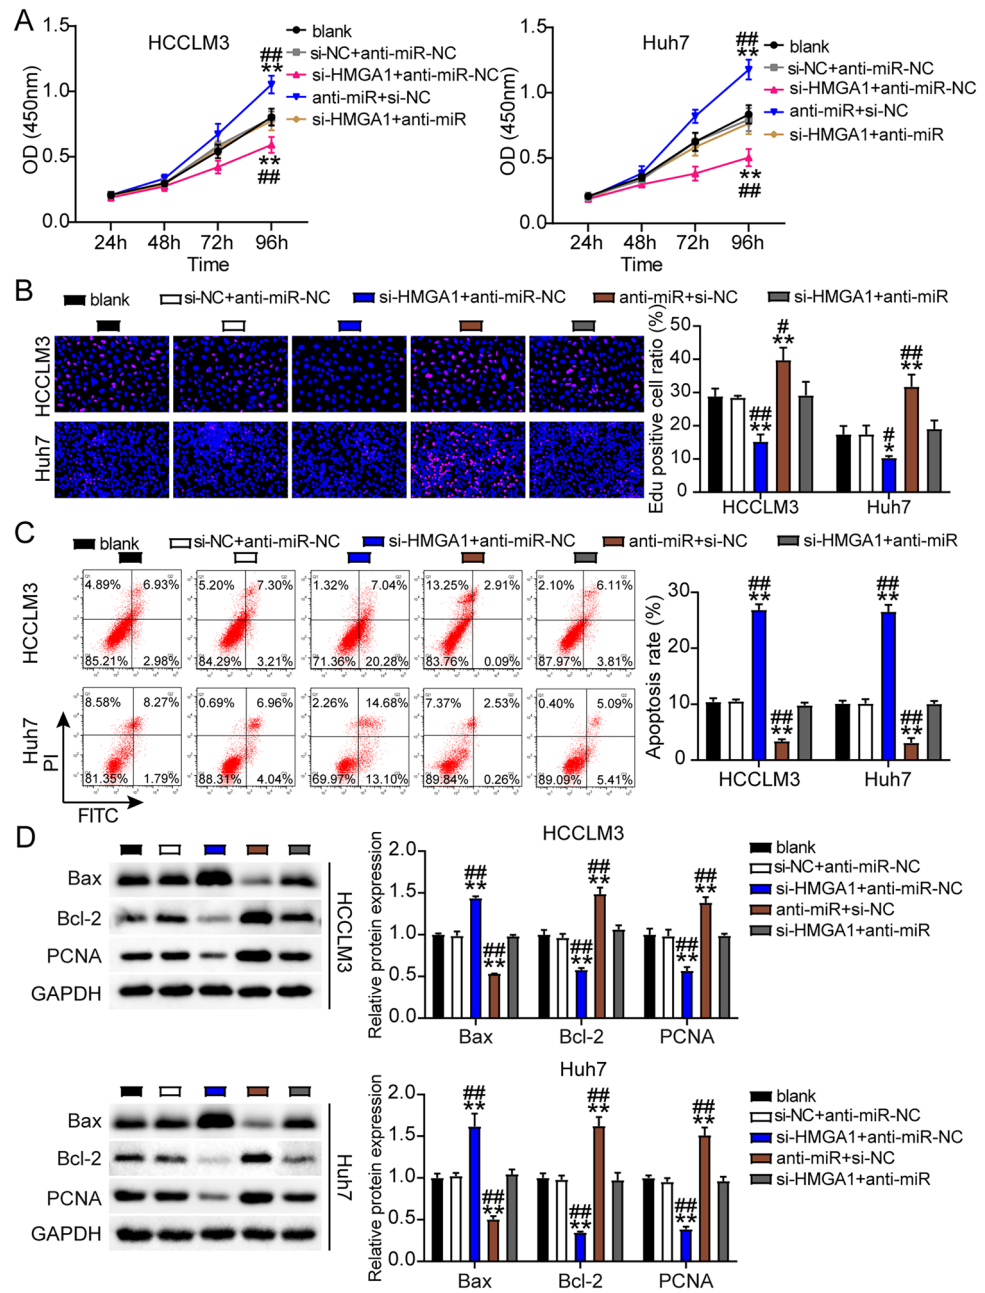 A
HCCLM3
OD (450nm)
1.5
1.0
0.5
0.0
24h 48h 72h 96h
Time
##
**
**
##
blank
si-NC+anti-miR-NC
si-HMGA1+anti-miR-NC
anti-miR+si-NC
si-HMGA1+anti-miR
Huh7
OD (450nm)
1.5
1.0
0.5
0.0
24h 48h 72h 96h
Time
##
**
**
##
blank
si-NC+anti-miR-NC
si-HMGA1+anti-miR-NC
anti-miR+si-NC
si-HMGA1+anti-miR
B
blank si-NC+anti-miR-NC si-HMGA1+anti-miR-NC anti-miR+si-NC si-HMGA1+anti-miR
HCCLM3
Huh7
Edu positive cell ratio (%)
50
40
30
20
10
0
##
**
#
**
#
*
##
**
HCCLM3 Huh7
C
blank si-NC+anti-miR-NC si-HMGA1+anti-miR-NC anti-miR+si-NC si-HMGA1+anti-miR
HCCLM3
4.89% 6.93% 5.20% 7.30% 1.32% 7.04% 13.25% 2.91% 2.10% 6.11%
85.21% 2.98% 84.29% 3.21% 71.36% 20.28% 83.76% 0.09% 87.97% 3.81%
Huh7
8.58% 8.27% 0.69% 6.96% 2.26% 14.68% 7.37% 2.53% 0.40% 5.09%
81.35% 1.79% 88.31% 4.04% 69.97% 13.10% 89.84% 0.26% 89.09% 5.41%
PI
FITC
Apoptosis rate (%)
30
20
10
0
##
**
##
**
##
**
##
**
HCCLM3 Huh7
D
Bax
Bcl-2
PCNA
GAPDH
HCCLM3
HCCLM3
Relative protein expression
2.0
1.5
1.0
0.5
0.0
##
**
##
**
##
**
##
**
##
**
##
**
Bax Bcl-2 PCNA
blank
si-NC+anti-miR-NC
si-HMGA1+anti-miR-NC
anti-miR+si-NC
si-HMGA1+anti-miR
Bax
Bcl-2
PCNA
GAPDH
Huh7
Huh7
Relative protein expression
2.0
1.5
1.0
0.5
0.0
##
**
##
**
##
**
##
**
##
**
##
**
Bax Bcl-2 PCNA
blank
si-NC+anti-miR-NC
si-HMGA1+anti-miR-NC
anti-miR+si-NC
si-HMGA1+anti-miR